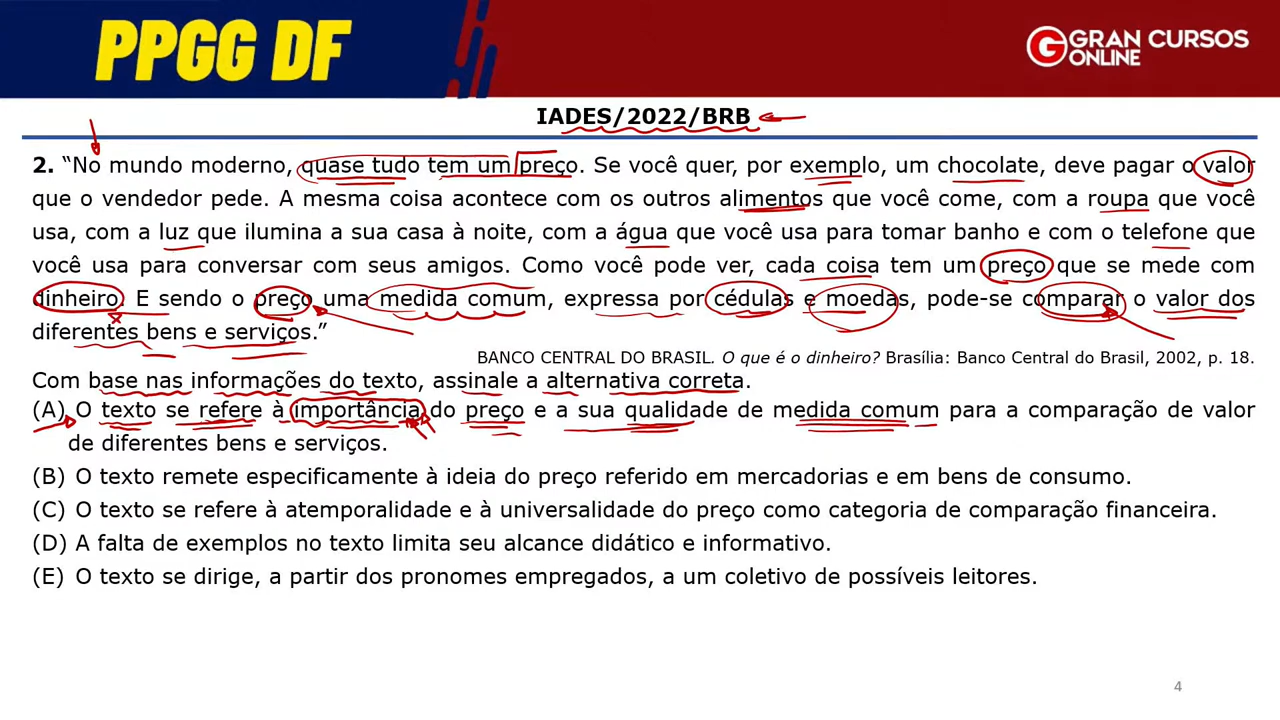 PPGG DF
GRAN CURSOS
ONLINE
IADES/2022/BRB
2. “No mundo moderno, quase tudo tem um preço. Se você quer, por exemplo, um chocolate, deve pagar o valor
que o vendedor pede. A mesma coisa acontece com os outros alimentos que você come, com a roupa que você
usa, com a luz que ilumina a sua casa à noite, com a água que você usa para tomar banho e com o telefone que
você usa para conversar com seus amigos. Como você pode ver, cada coisa tem um preço que se mede com
dinheiro. E sendo o preço uma medida comum, expressa por cédulas e moedas, pode-se comparar o valor dos
diferentes bens e serviços.”
BANCO CENTRAL DO BRASIL. O que é o dinheiro? Brasília: Banco Central do Brasil, 2002, p. 18.
Com base nas informações do texto, assinale a alternativa correta.
(A) O texto se refere à importância do preço e a sua qualidade de medida comum para a comparação de valor
de diferentes bens e serviços.
(B) O texto remete especificamente à ideia do preço referido em mercadorias e em bens de consumo.
(C) O texto se refere à atemporalidade e à universalidade do preço como categoria de comparação financeira.
(D) A falta de exemplos no texto limita seu alcance didático e informativo.
(E) O texto se dirige, a partir dos pronomes empregados, a um coletivo de possíveis leitores.
4